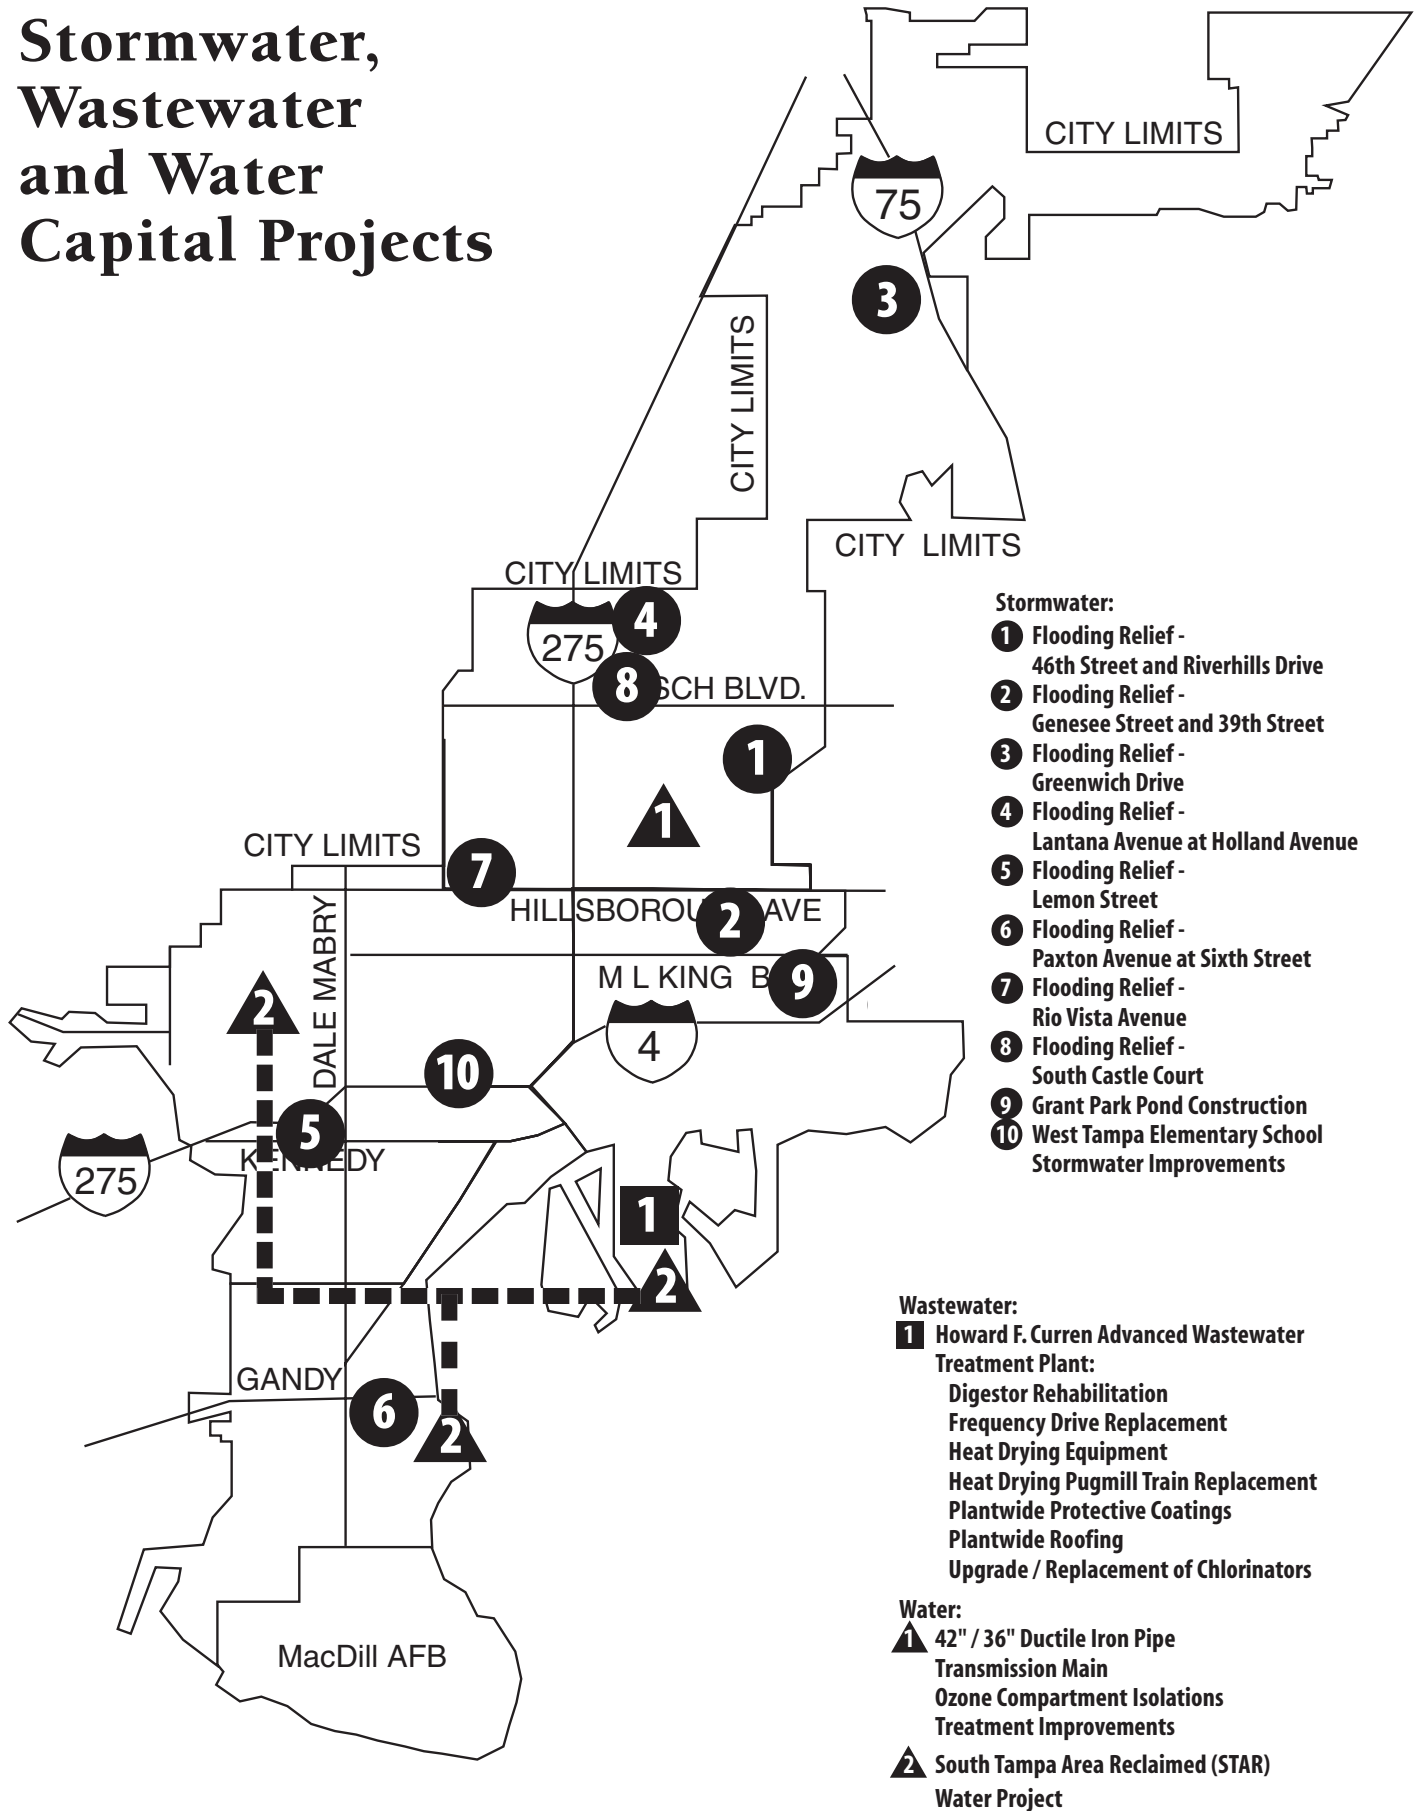 Stormwater,
Wastewater
and Water
Capital Projects
CITY LIMITS
75
3
CITY LIMITS
CITY LIMITS
CITY LIMITS
4
275
8
SCH BLVD.
1
1
CITY LIMITS
7
HILLSBOROU AVE
2
DALE MABRY
M L KING B
9
2
4
10
5
KENNEDY
275
1
2
GANDY
6
2
MacDill AFB
Stormwater:
1 Flooding Relief -
46th Street and Riverhills Drive
2 Flooding Relief -
Genesee Street and 39th Street
3 Flooding Relief -
Greenwich Drive
4 Flooding Relief -
Lantana Avenue at Holland Avenue
5 Flooding Relief -
Lemon Street
6 Flooding Relief -
Paxton Avenue at Sixth Street
7 Flooding Relief -
Rio Vista Avenue
8 Flooding Relief -
South Castle Court
9 Grant Park Pond Construction
10 West Tampa Elementary School
Stormwater Improvements
Wastewater:
1 Howard F. Curren Advanced Wastewater
Treatment Plant:
Digestor Rehabilitation
Frequency Drive Replacement
Heat Drying Equipment
Heat Drying Pugmill Train Replacement
Plantwide Protective Coatings
Plantwide Roofing
Upgrade / Replacement of Chlorinators
Water:
1 42" / 36" Ductile Iron Pipe
Transmission Main
Ozone Compartment Isolations
Treatment Improvements
2 South Tampa Area Reclaimed (STAR)
Water Project